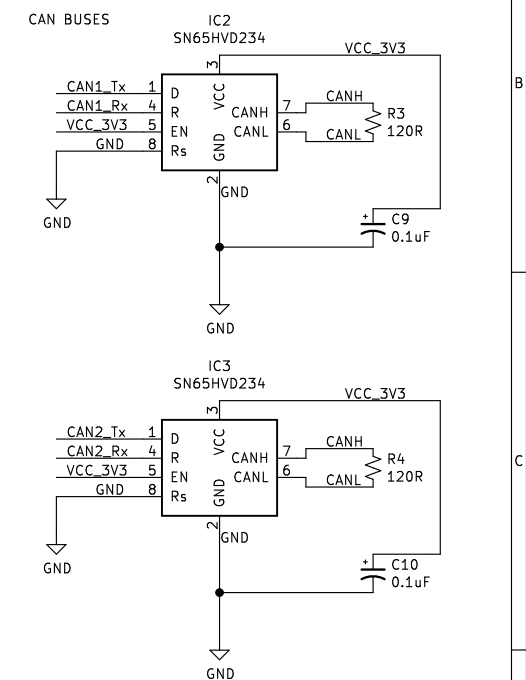 CAN BUSES
IC2
SN65HVD234
VCC_3V3
3
B
CAN1_Tx 1 D VCC
CANH
CAN1_Rx 4 R CANH 7 R3
VCC_3V3 5 EN CANL 6 120R
CANL
GND 8 Rs GND
2
GND
GND
+ C9
0.1uF
GND
IC3
SN65HVD234
VCC_3V3
3
CAN2_Tx 1 D VCC
CANH
CAN2_Rx 4 R CANH 7 R4
C
VCC_3V3 5 EN CANL 6 120R
CANL
GND 8 Rs GND
2
GND
GND
+ C10
0.1uF
GND